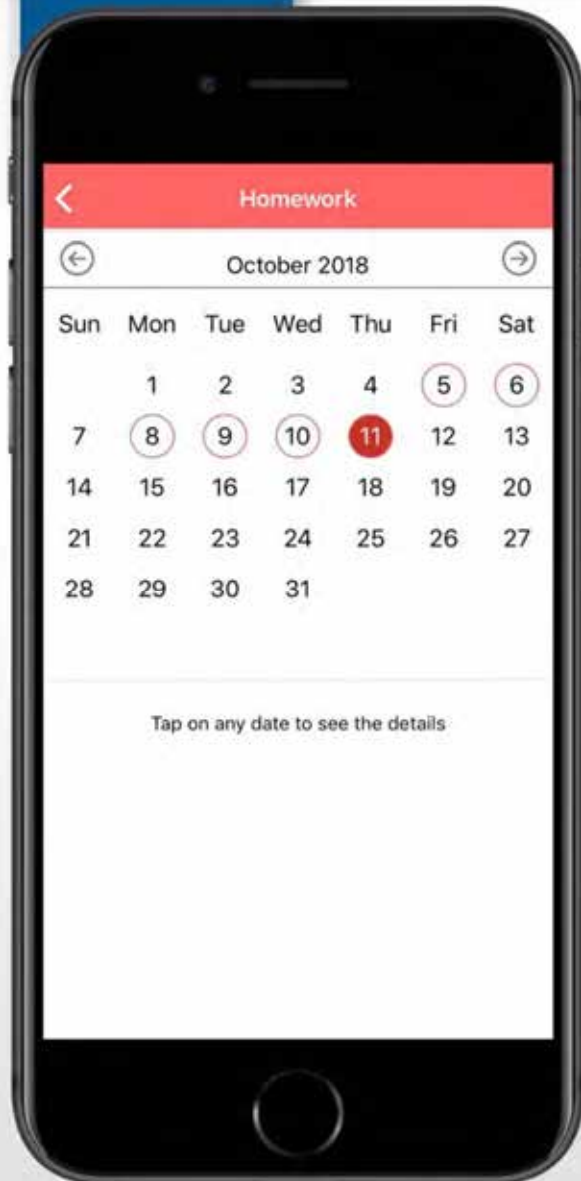 Homework
October 2018
Sun Mon Tue Wed Thu Fri Sat
1 2 3 4 5 6
7 8 9 10 11 12 13
14 15 16 17 18 19 20
21 22 23 24 25 26 27
28 29 30 31
Tap on any date to see the details